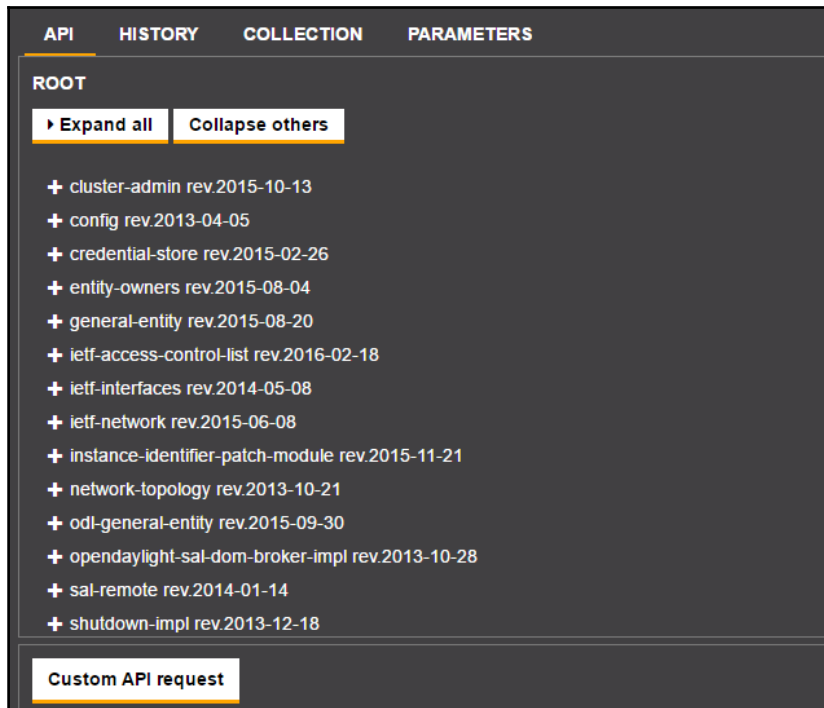 API HISTORY COLLECTION PARAMETERS
ROOT
Expand all Collapse others
cluster-admin rev.2015-10-13
config rev.2013-04-05
credential-store rev.2015-02-26
entity-owners rev.2015-08-04
general-entity rev.2015-08-20
ietf-access-control-list rev.2016-02-18
ietf-interfaces rev.2014-05-08
ietf-network rev.2015-06-08
instance-identifier-patch-module rev.2015-11-21
network-topology rev.2013-10-21
odl-general-entity rev.2015-09-30
opendaylight-sal-dom-broker-impl rev.2013-10-28
sal-remote rev.2014-01-14
shutdown-impl rev.2013-12-18
Custom API request